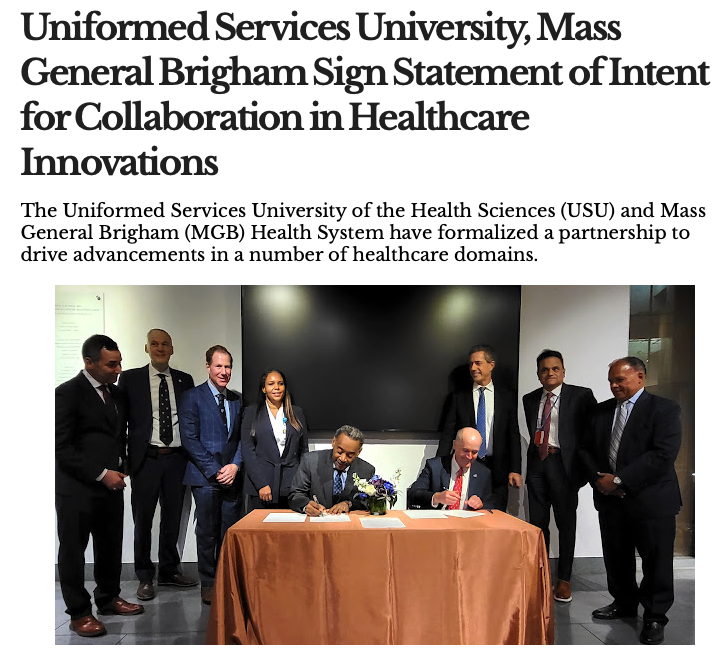 Uniformed Services University, Mass
General Brigham Sign Statement of Intent
for Collaboration in Healthcare
Innovations
The Uniformed Services University of the Health Sciences (USU) and Mass
General Brigham (MGB) Health System have formalized a partnership to
drive advancements in a number of healthcare domains.